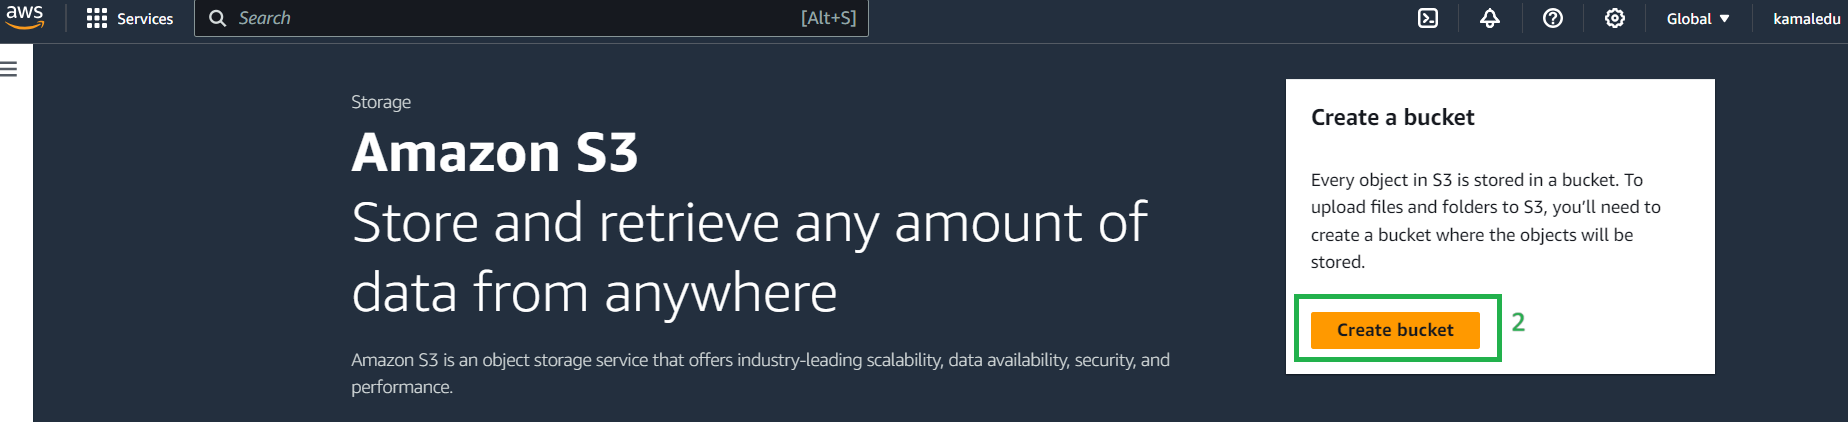 aws
Services
Search
[Alt+S]
Global
kamaledu
Storage
Amazon S3
Store and retrieve any amount of
data from anywhere
Amazon S3 is an object storage service that offers industry-leading scalability, data availability, security, and
performance.
Create a bucket
Every object in S3 is stored in a bucket. To
upload files and folders to S3, you’ll need to
create a bucket where the objects will be
stored.
Create bucket
2